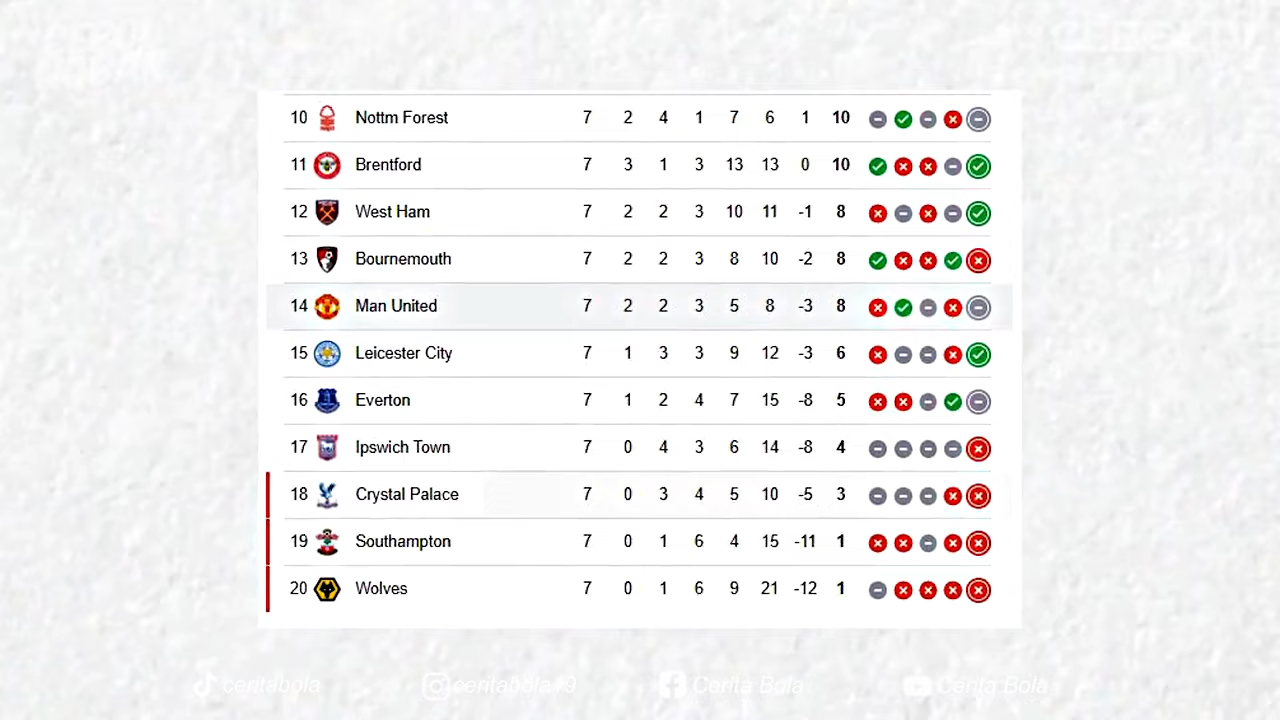 10 Nottm Forest 7 2 4 1 7 6 1 10
11 Brentford 7 3 1 3 13 13 0 10
12 West Ham 7 2 2 3 10 11 -1 8
13 Bournemouth 7 2 2 3 8 10 -2 8
14 Man United 7 2 2 3 5 8 -3 8
15 Leicester City 7 1 3 3 9 12 -3 6
16 Everton 7 1 2 4 7 15 -8 5
17 Ipswich Town 7 0 4 3 6 14 -8 4
18 Crystal Palace 7 0 3 4 5 10 -5 3
19 Southampton 7 0 1 6 4 15 -11 1
20 Wolves 7 0 1 6 9 21 -12 1
ceritabola ceritabola79 Cerita Bola Cerita Bola